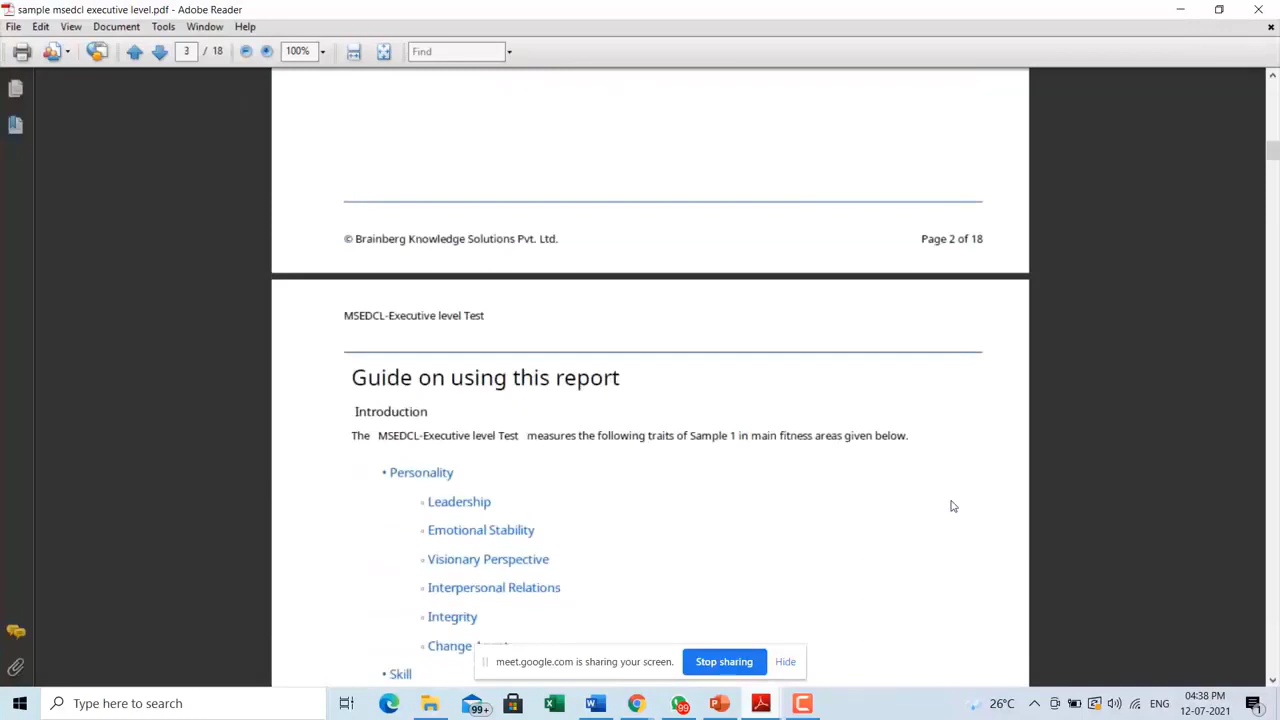 sample msedcl executive level.pdf - Adobe Reader
File Edit View Document Tools Window Help
3 / 18 100% Find
© Brainberg Knowledge Solutions Pvt. Ltd. Page 2 of 18
MSEDCL-Executive level Test
Guide on using this report
Introduction
The MSEDCL-Executive level Test measures the following traits of Sample 1 in main fitness areas given below.
• Personality
Leadership
Emotional Stability
Visionary Perspective
Interpersonal Relations
Integrity
Change
• Skill
meet.google.com is sharing your screen. Stop sharing Hide
Type here to search 99+ 99 26°C ENG 04:38 PM
12-07-2021 1